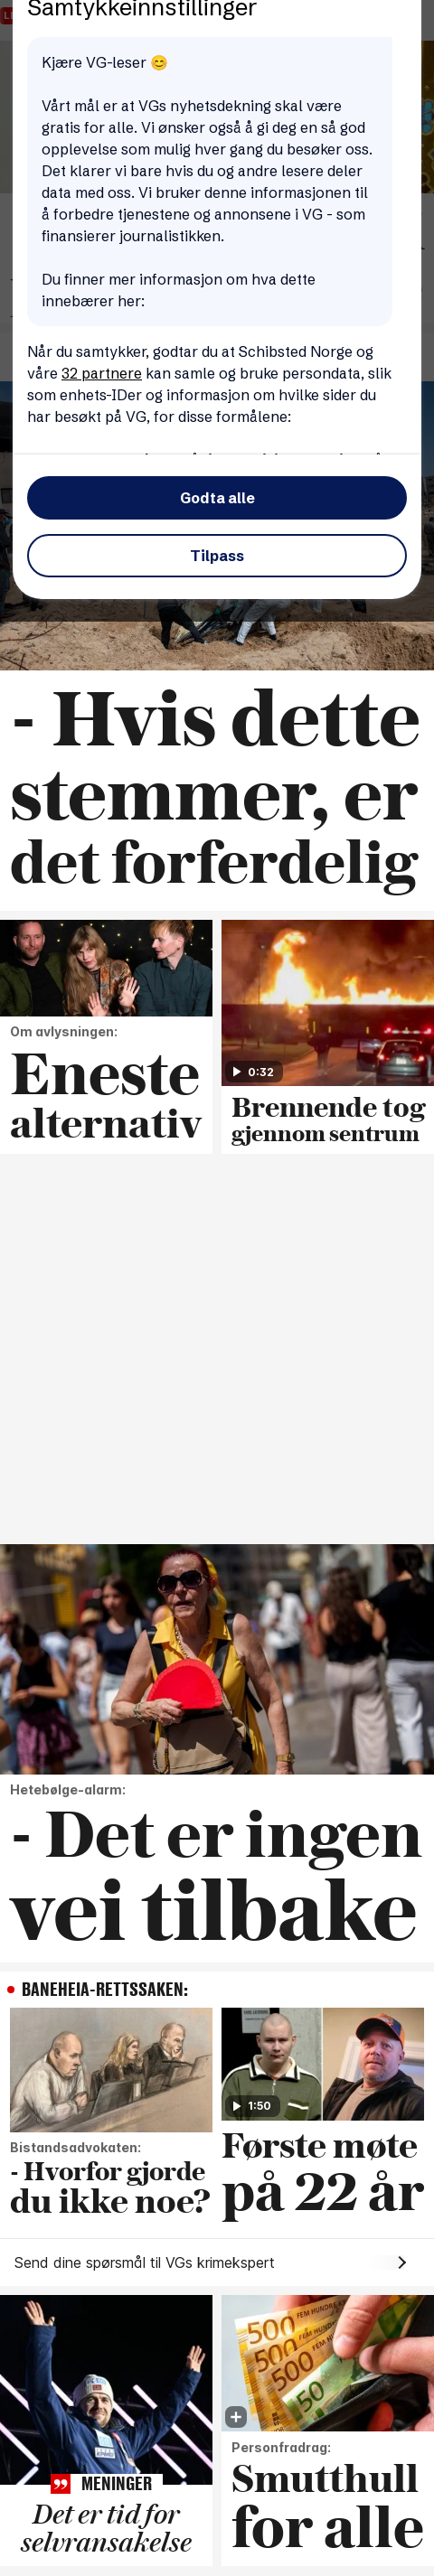 Samtykkeinnstillinger
Kjære VG-leser 😊
Vårt mål er at VGs nyhetsdekning skal være
gratis for alle. Vi ønsker også å gi deg en så god
opplevelse som mulig hver gang du besøker oss.
Det klarer vi bare hvis du og andre lesere deler
data med oss. Vi bruker denne informasjonen til
å forbedre tjenestene og annonsene i VG - som
finansierer journalistikken.
Du finner mer informasjon om hva dette
innebærer her:
Når du samtykker, godtar du at Schibsted Norge og
våre 32 partnere kan samle og bruke persondata, slik
som enhets-IDer og informasjon om hvilke sider du
har besøkt på VG, for disse formålene:
Godta alle
Tilpass
- Hvis dette
stemmer, er
det forferdelig
Om avlysningen:
Eneste
alternativ
0:32
Brennende tog
gjennom sentrum
Hetebølge-alarm:
- Det er ingen
vei tilbake
BANEHEIA-RETTSSAKEN:
Bistandsadvokaten:
- Hvorfor gjorde
du ikke noe?
1:50
Første møte
på 22 år
Send dine spørsmål til VGs krimekspert
MENINGER
Det er tid for
selvransakelse
FEM HUNDRE
500
500
500
50
Personfradrag:
Smutthull
for alle